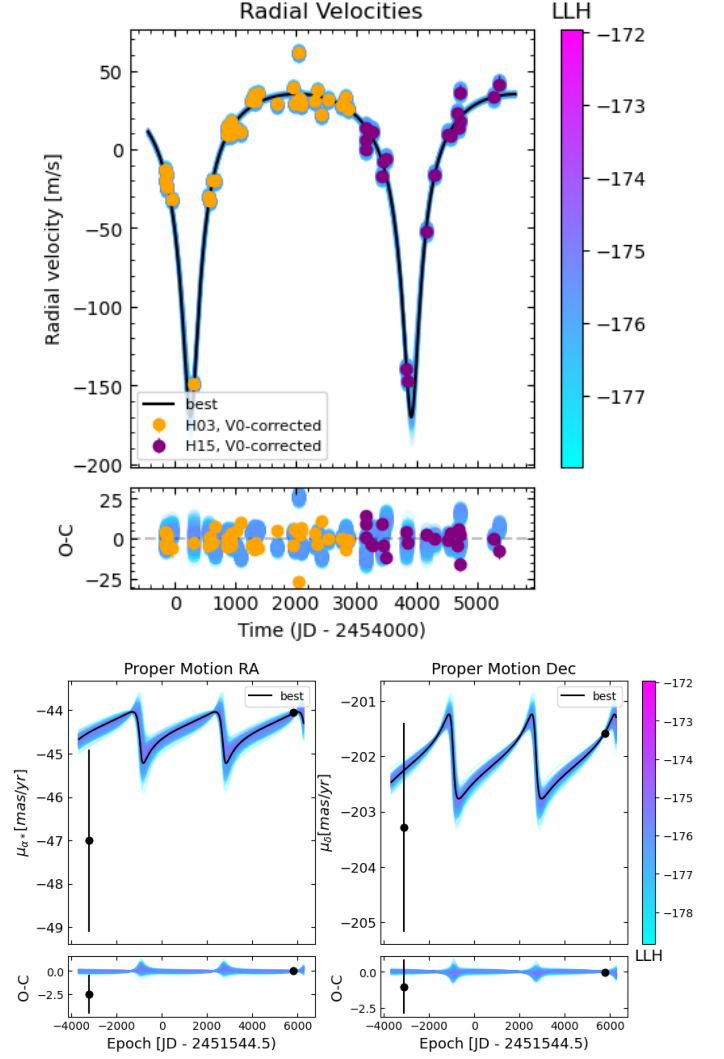 Radial Velocities
LLH
50
0
−50
−100
−150
−200
Radial velocity [m/s]
best
H03, V0-corrected
H15, V0-corrected
−172
−173
−174
−175
−176
−177
25
0
−25
O-C
0 1000 2000 3000 4000 5000
Time (JD - 2454000)
Proper Motion RA
best
−44
−45
−46
−47
−48
−49
μα*[mas/yr]
0.0
−2.5
O-C
−4000 −2000 0 2000 4000 6000
Epoch [JD - 2451544.5]
Proper Motion Dec
best
−201
−202
−203
−204
−205
μδ[mas/yr]
0.0
−2.5
O-C
−4000 −2000 0 2000 4000 6000
Epoch [JD - 2451544.5]
−172
−173
−174
−175
−176
−177
−178
LLH